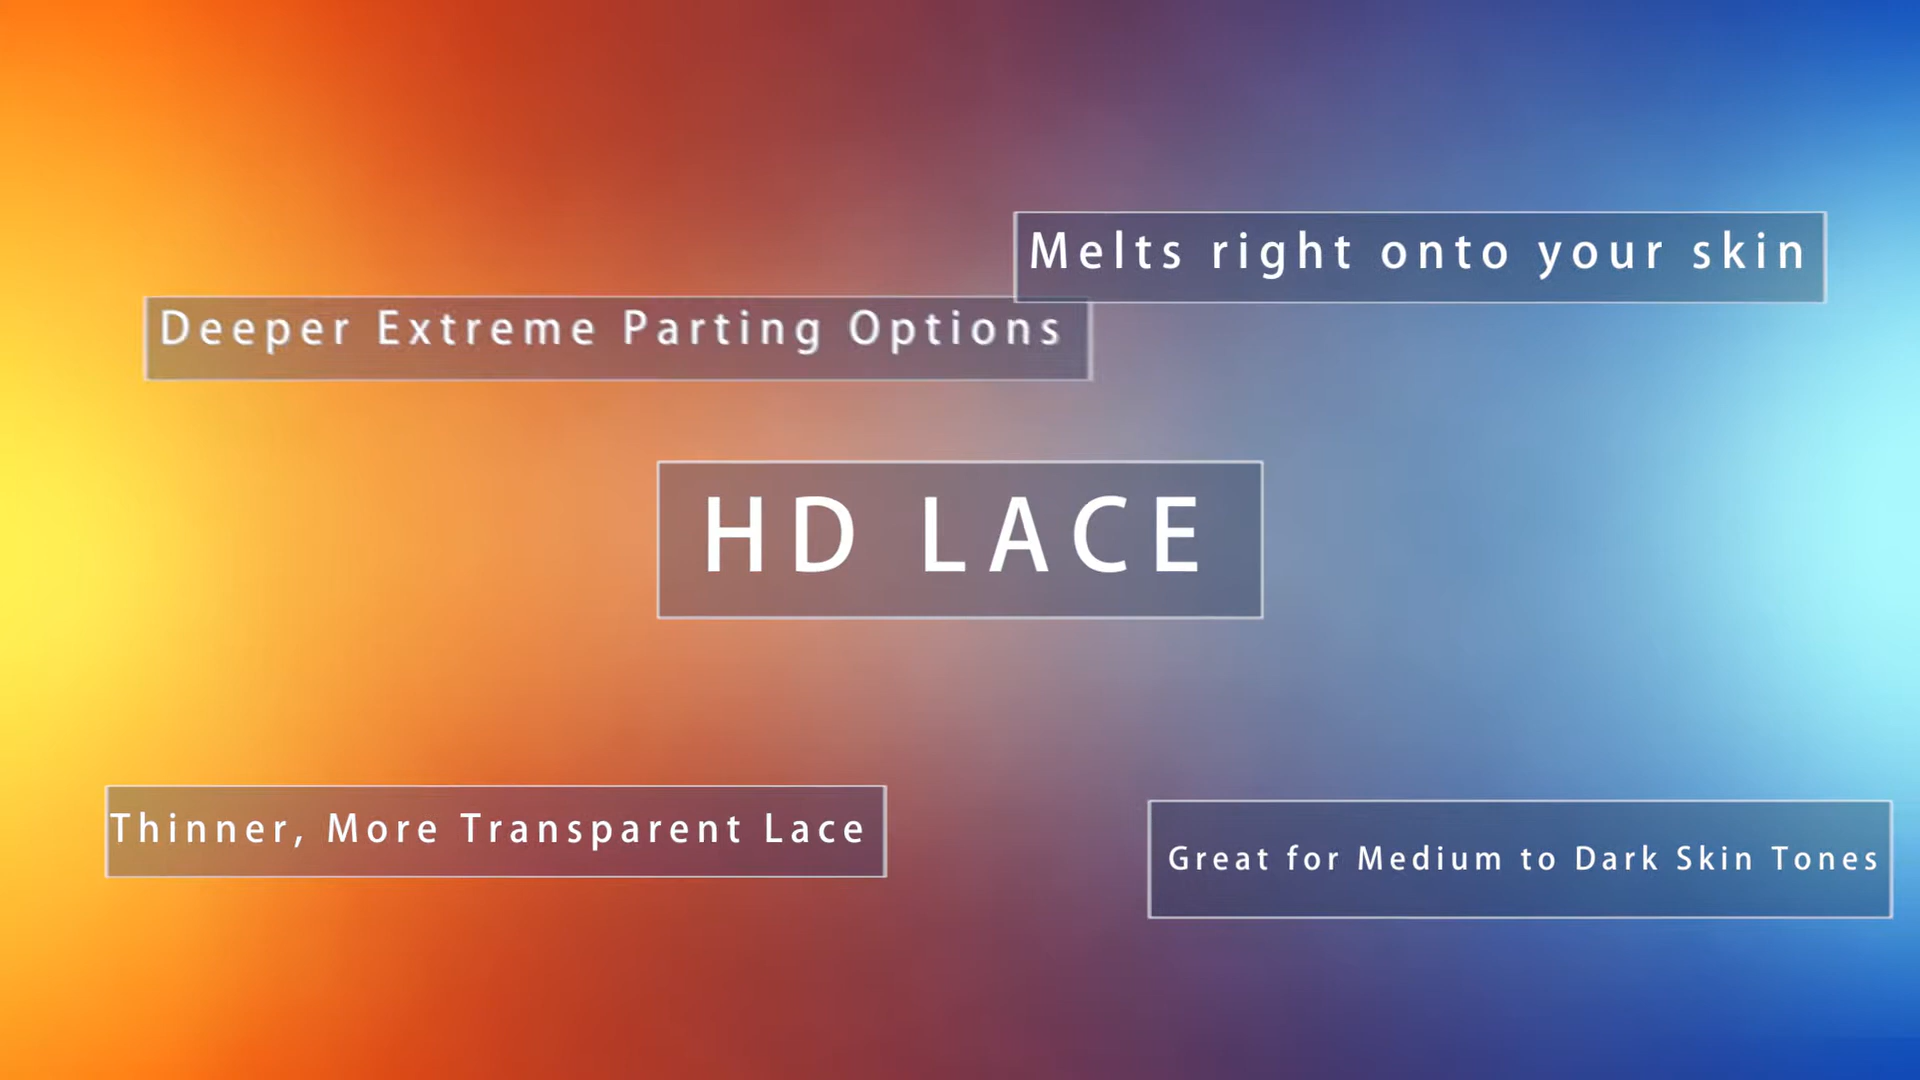 Melts right onto your skin
Deeper Extreme Parting Options
HD LACE
Thinner, More Transparent Lace
Great for Medium to Dark Skin Tones